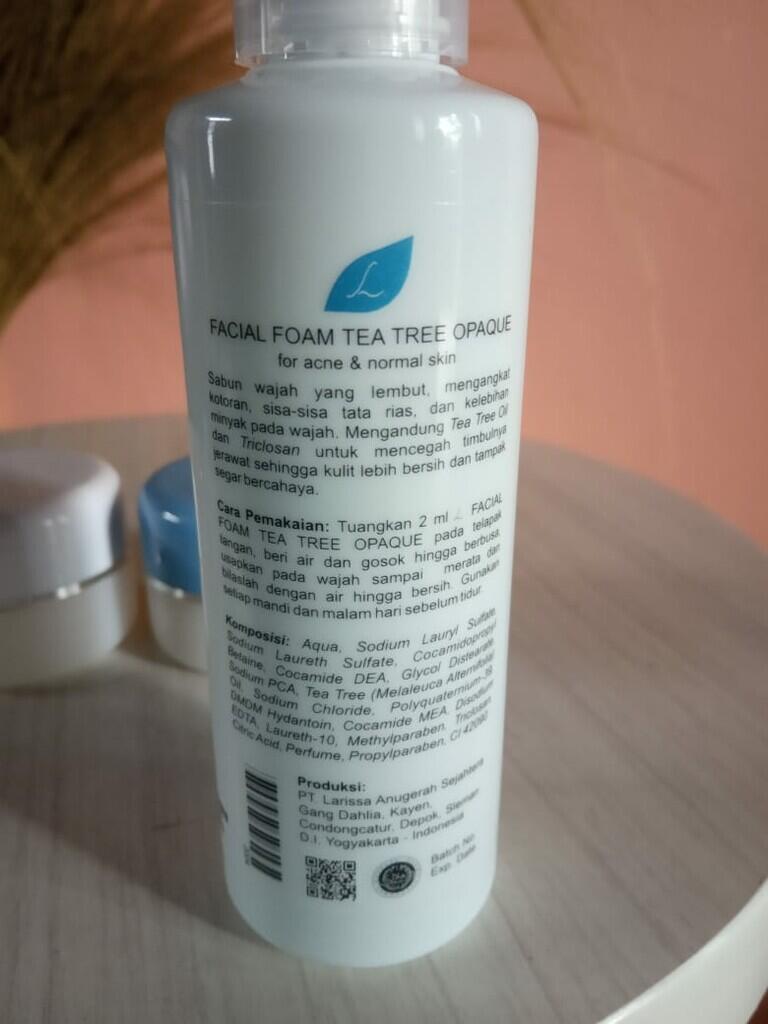 L
FACIAL FOAM TEA TREE OPAQUE
for acne & normal skin
Sabun wajah yang lembut, mengangkat
kotoran, sisa-sisa tata rias, dan kelebihan
minyak pada wajah. Mengandung Tea Tree Oil
dan Triclosan untuk mencegah timbulnya
jerawat sehingga kulit lebih bersih dan tampak
segar bercahaya.
Cara Pemakaian: Tuangkan 2 ml L FACIAL
FOAM TEA TREE OPAQUE pada telapak
tangan, beri air dan gosok hingga berbusa,
usapkan pada wajah sampai merata dan
bilaslah dengan air hingga bersih. Gunakan
setiap mandi dan malam hari sebelum tidur.
Komposisi: Aqua, Sodium Lauryl Sulfate,
Sodium Laureth Sulfate, Cocamidopropyl
Betaine, Cocamide DEA, Glycol Distearate,
Sodium PCA, Tea Tree (Melaleuca Alternifolia)
Oil, Sodium Chloride, Polyquaternium-39,
DMDM Hydantoin, Cocamide MEA, Disodium
EDTA, Laureth-10, Methylparaben, Triclosan,
Citric Acid, Perfume, Propylparaben, CI 42090
Produksi:
PT. Larissa Anugerah Sejahtera
Gang Dahlia, Kayen,
Condongcatur, Depok, Sleman
D.I. Yogyakarta - Indonesia
Batch No
Exp. Date